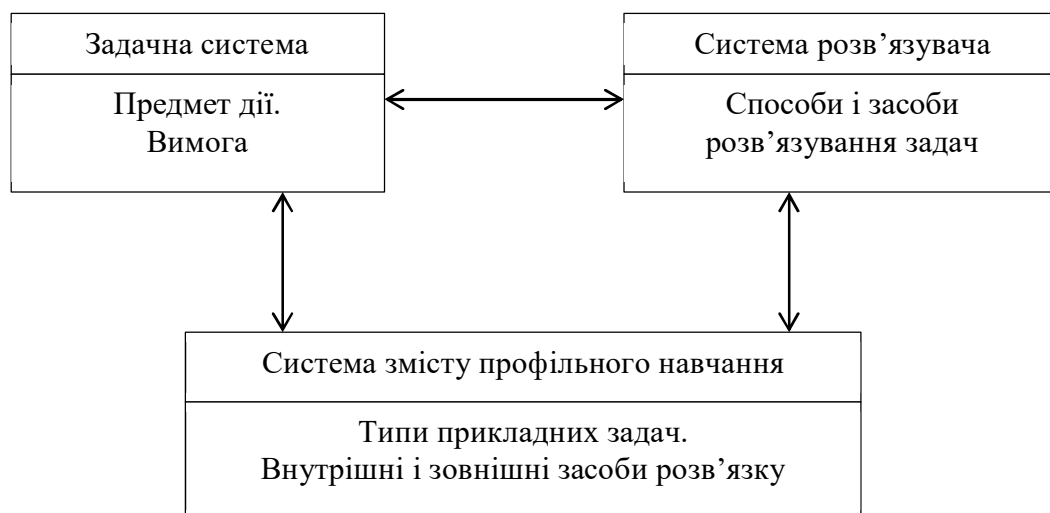 Задачна система
Предмет дії.
Вимога
Система розв’язувача
Способи і засоби
розв’язування задач
Система змісту профільного навчання
Типи прикладних задач.
Внутрішні і зовнішні засоби розв’язку